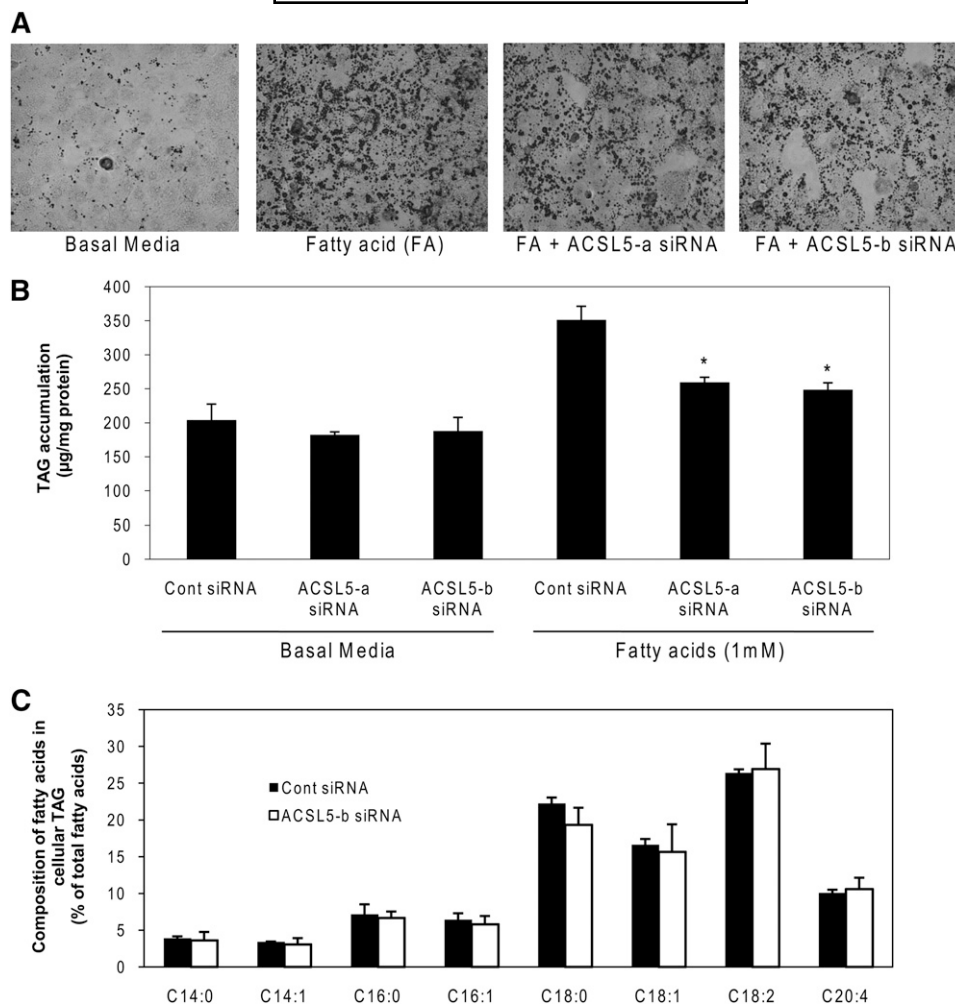 A
Basal Media
Fatty acid (FA)
FA + ACSL5-a siRNA
FA + ACSL5-b siRNA
B
TAG accumulation
(µg/mg protein)
400
350
300
250
200
150
100
50
0
*
*
Cont siRNA
ACSL5-a
siRNA
ACSL5-b
siRNA
Cont siRNA
ACSL5-a
siRNA
ACSL5-b
siRNA
Basal Media
Fatty acids (1mM)
C
Composition of fatty acids in
cellular TAG
(% of total fatty acids)
35
30
25
20
15
10
5
0
Cont siRNA
ACSL5-b siRNA
C14:0
C14:1
C16:0
C16:1
C18:0
C18:1
C18:2
C20:4